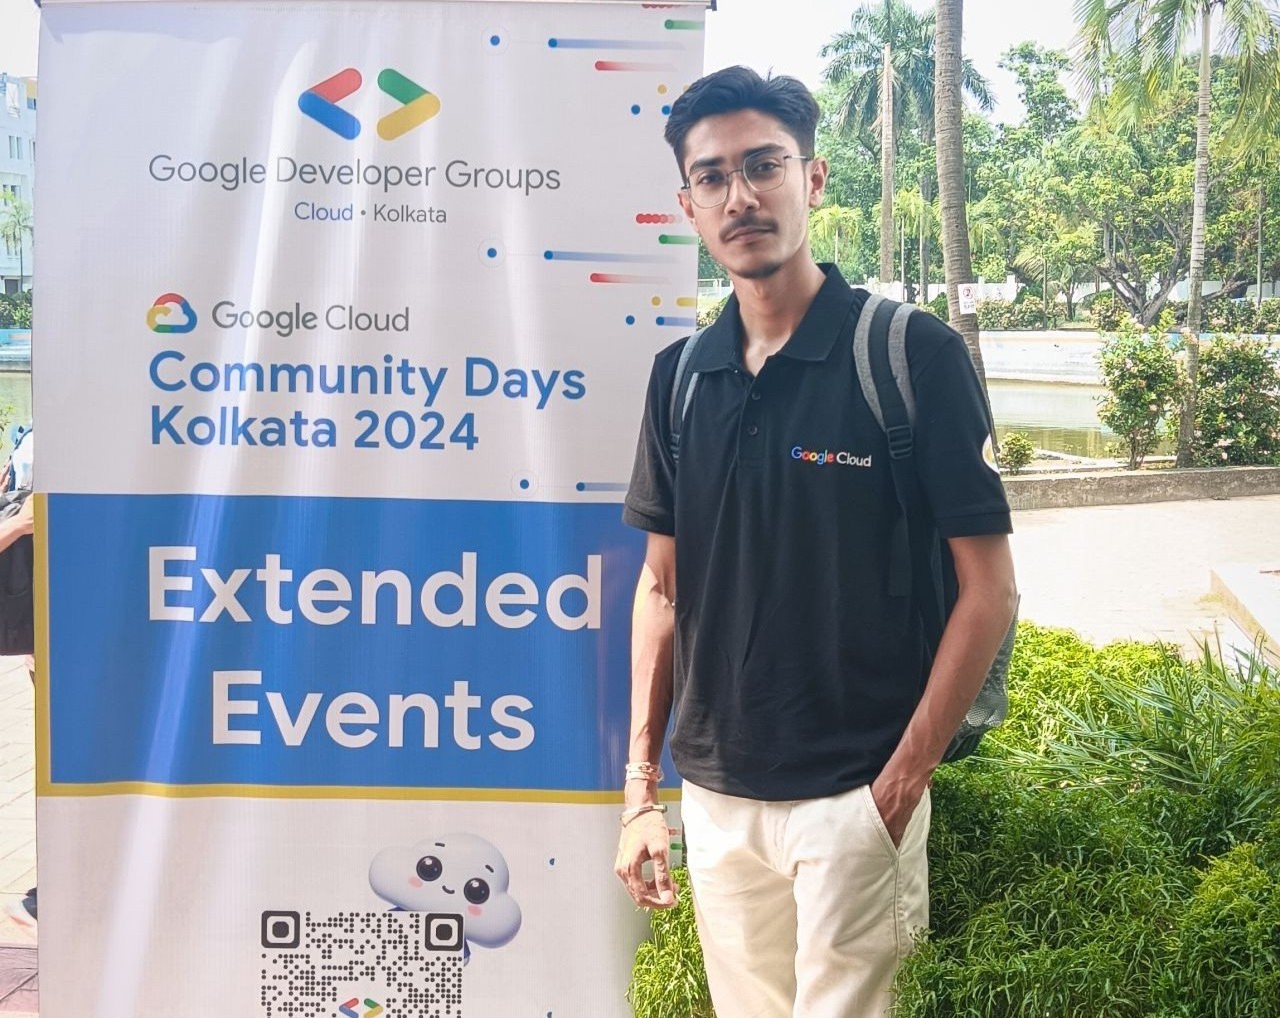 Google Developer Groups
Cloud • Kolkata
Google Cloud
Community Days
Kolkata 2024
Extended
Events
Google Cloud